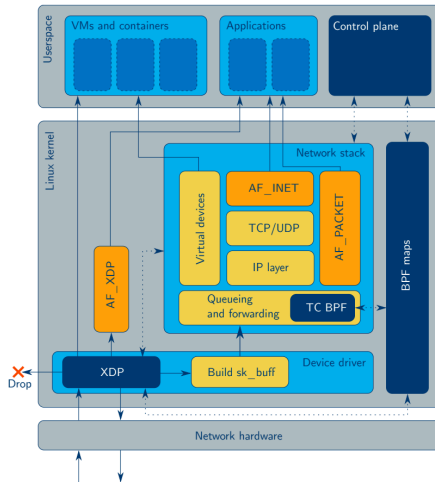 Userspace
VMs and containers
Applications
Control plane
Linux kernel
Network stack
Virtual devices
AF_INET
AF_PACKET
TCP/UDP
IP layer
BPF maps
AF_XDP
Queueing
and forwarding
TC BPF
Device driver
XDP
Build sk_buff
Drop
Network hardware